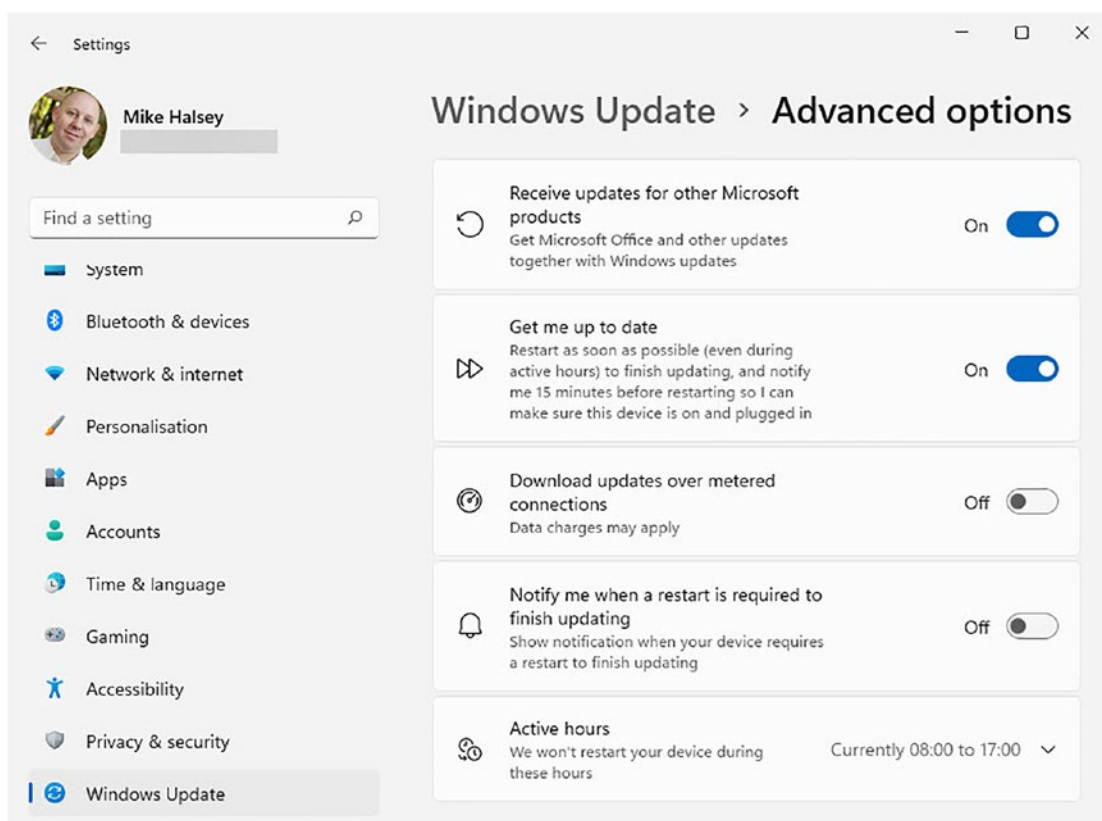 Settings
Mike Halsey
Find a setting
System
Bluetooth & devices
Network & internet
Personalisation
Apps
Accounts
Time & language
Gaming
Accessibility
Privacy & security
Windows Update
Windows Update > Advanced options
Receive updates for other Microsoft
products
Get Microsoft Office and other updates
together with Windows updates
On
Get me up to date
Restart as soon as possible (even during
active hours) to finish updating, and notify
me 15 minutes before restarting so I can
make sure this device is on and plugged in
On
Download updates over metered
connections
Data charges may apply
Off
Notify me when a restart is required to
finish updating
Show notification when your device requires
a restart to finish updating
Off
Active hours
We won't restart your device during
these hours
Currently 08:00 to 17:00